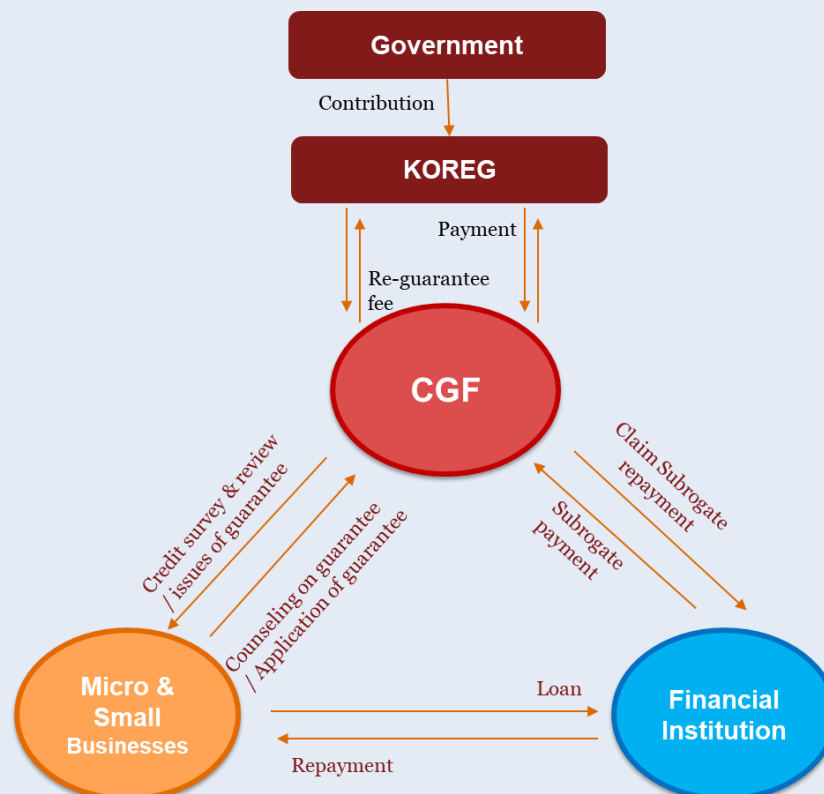 Government
Contribution
KOREG
Payment
Re-guarantee
fee
CGF
Credit survey & review
/ issues of guarantee
Counseling on guarantee
/ Application of guarantee
Claim Subrogate
repayment
Subrogate
payment
Micro &
Small
Businesses
Loan
Repayment
Financial
Institution